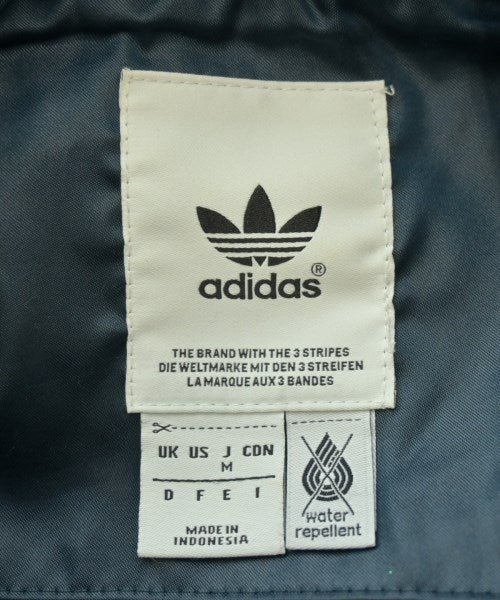 adidas®
THE BRAND WITH THE 3 STRIPES
DIE WELTMARKE MIT DEN 3 STREIFEN
LA MARQUE AUX 3 BANDES
UK US J CDN
M
D F E I
MADE IN
INDONESIA
water
repellent